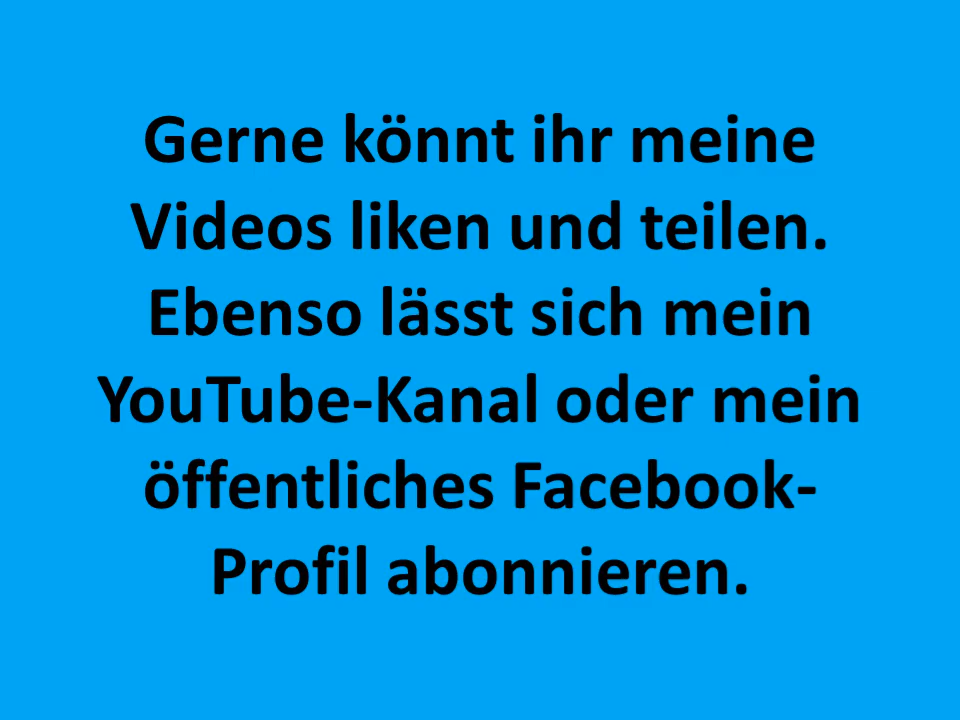 Gerne könnt ihr meine
Videos liken und teilen.
Ebenso lässt sich mein
YouTube-Kanal oder mein
öffentliches Facebook-
Profil abonnieren.